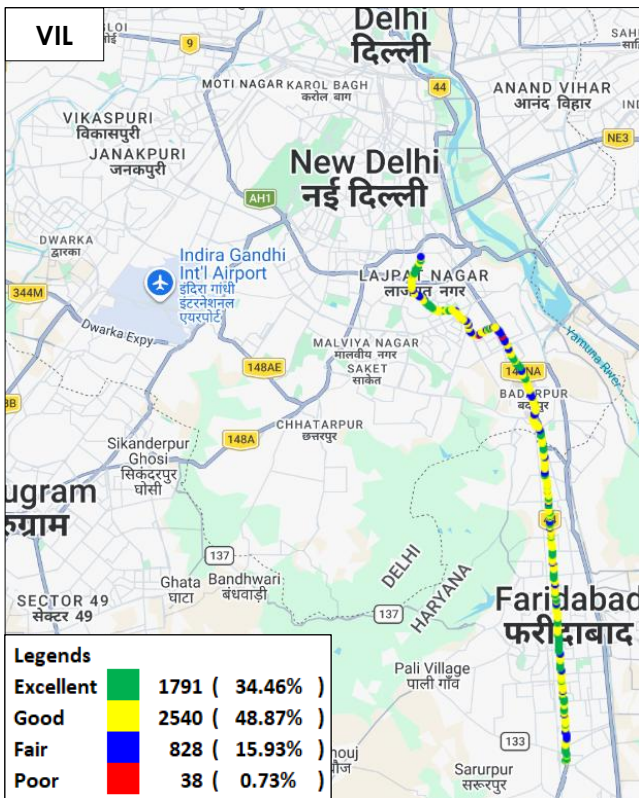 VIL
Delhi
दिल्ली
9
MOTI NAGAR
KAROL BAGH
करोल बाग
44
ANAND VIHAR
आनंद विहार
VIKASPURI
विकासपुरी
JANAKPURI
जनकपुरी
NE3
New Delhi
नई दिल्ली
AH1
DWARKA
द्वारका
Indira Gandhi
Int'l Airport
इंदिरा गांधी
इंटरनेशनल
एयरपोर्ट
LAJPAT NAGAR
लाजपत नगर
344M
Dwarka Expy
Yamuna River
MALVIYA NAGAR
मालवीय नगर
148AE
SAKET
साकेत
BADARPUR
CHHATARPUR
छत्तरपुर
148A
Sikanderpur
Ghosi
सिकंदरपुर
घोसी
ugram
137
DELHI
HARYANA
Ghata
घाटा
Bandhwari
बंधवाड़ी
137
SECTOR 49
सेक्टर 49
Faridabad
फरीदाबाद
Pali Village
पाली गाँव
133
Sarurpur
सरूरपुर
Legends
Excellent 1791 ( 34.46% )
Good 2540 ( 48.87% )
Fair 828 ( 15.93% )
Poor 38 ( 0.73% )